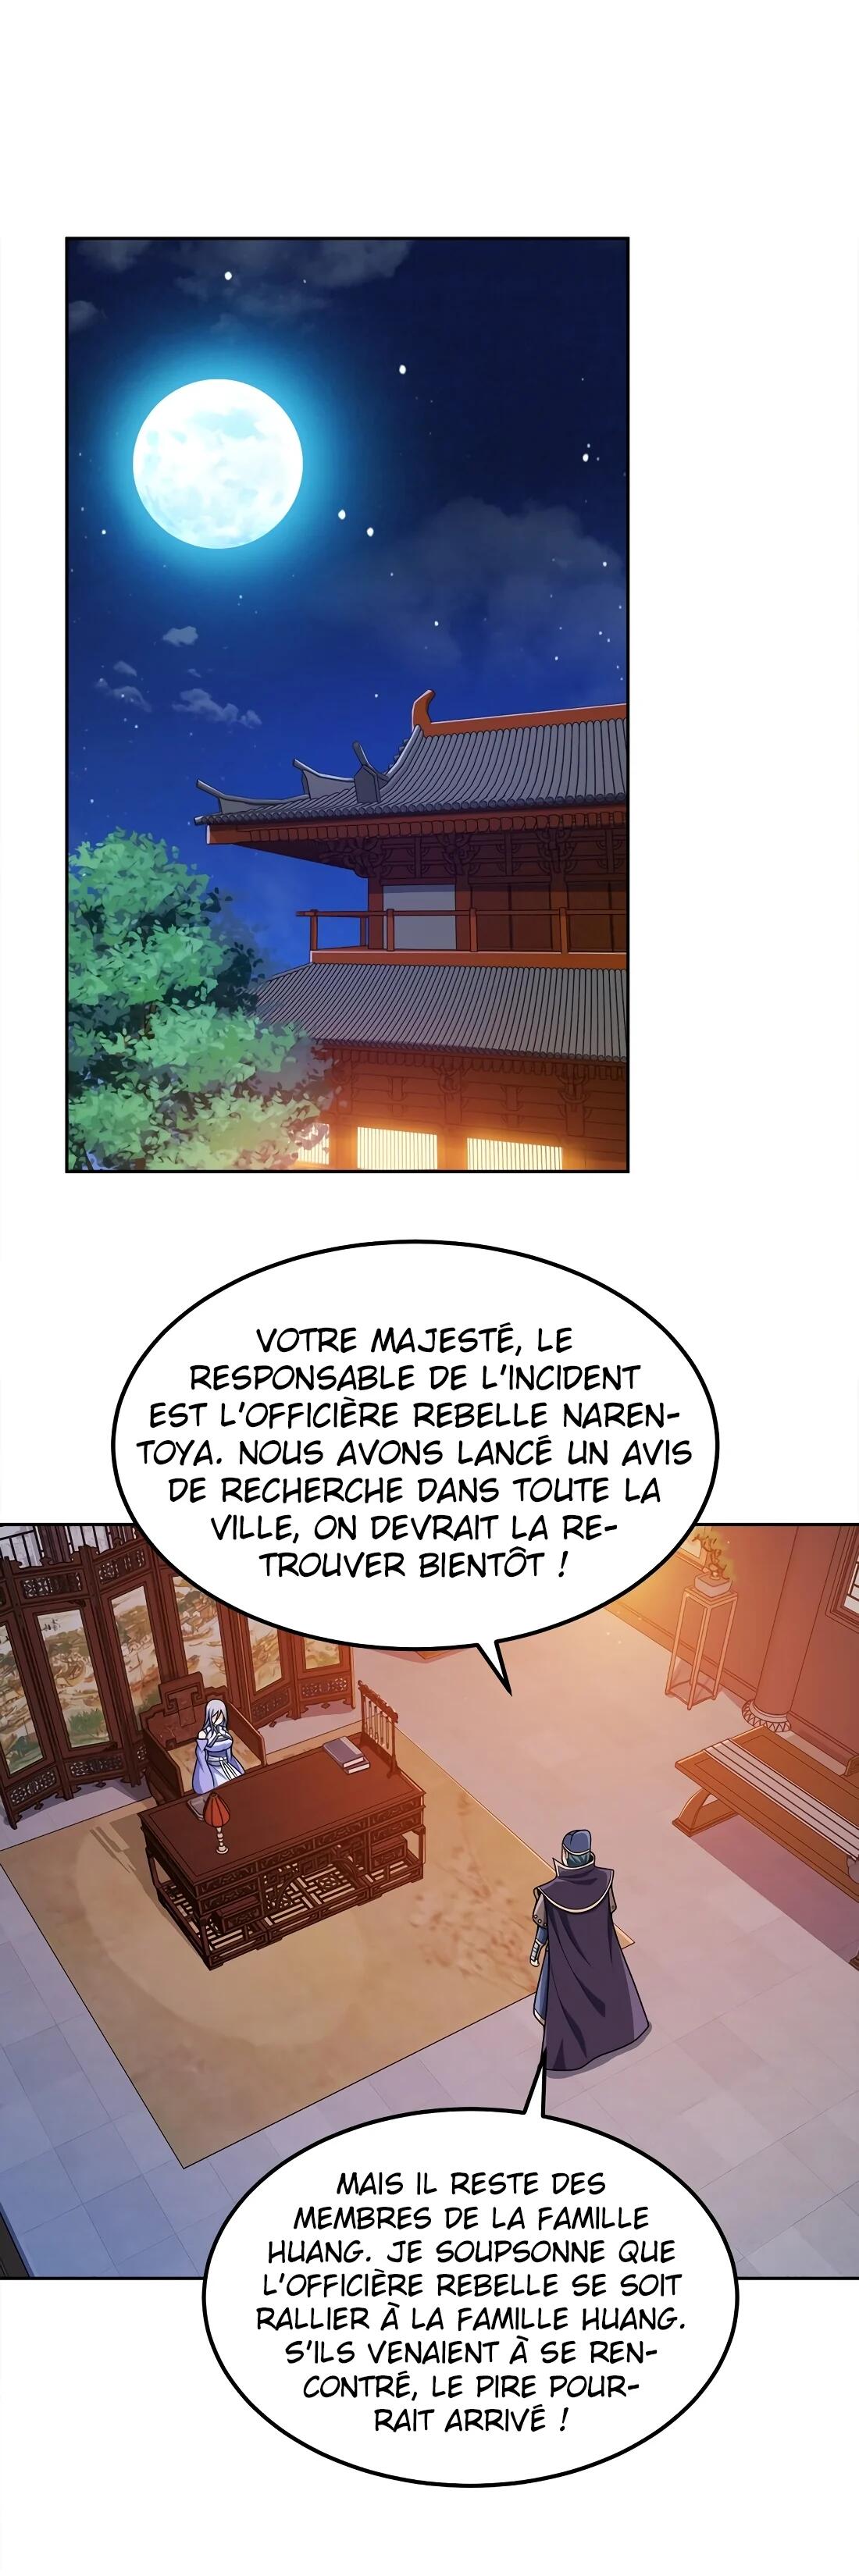 VOTRE MAJESTÉ, LE
RESPONSABLE DE L'INCIDENT
EST L'OFFICIÈRE REBELLE NAREN-
TOYA. NOUS AVONS LANCÉ UN AVIS
DE RECHERCHE DANS TOUTE LA
VILLE, ON DEVRAIT LA RE-
TROUVER BIENTÔT !
MAIS IL RESTE DES
MEMBRES DE LA FAMILLE
HUANG. JE SOUPSONNE QUE
L'OFFICIÈRE REBELLE SE SOIT
RALLIER À LA FAMILLE HUANG.
S'ILS VENAIENT À SE REN-
CONTRÉ, LE PIRE POUR-
RAIT ARRIVÉ !